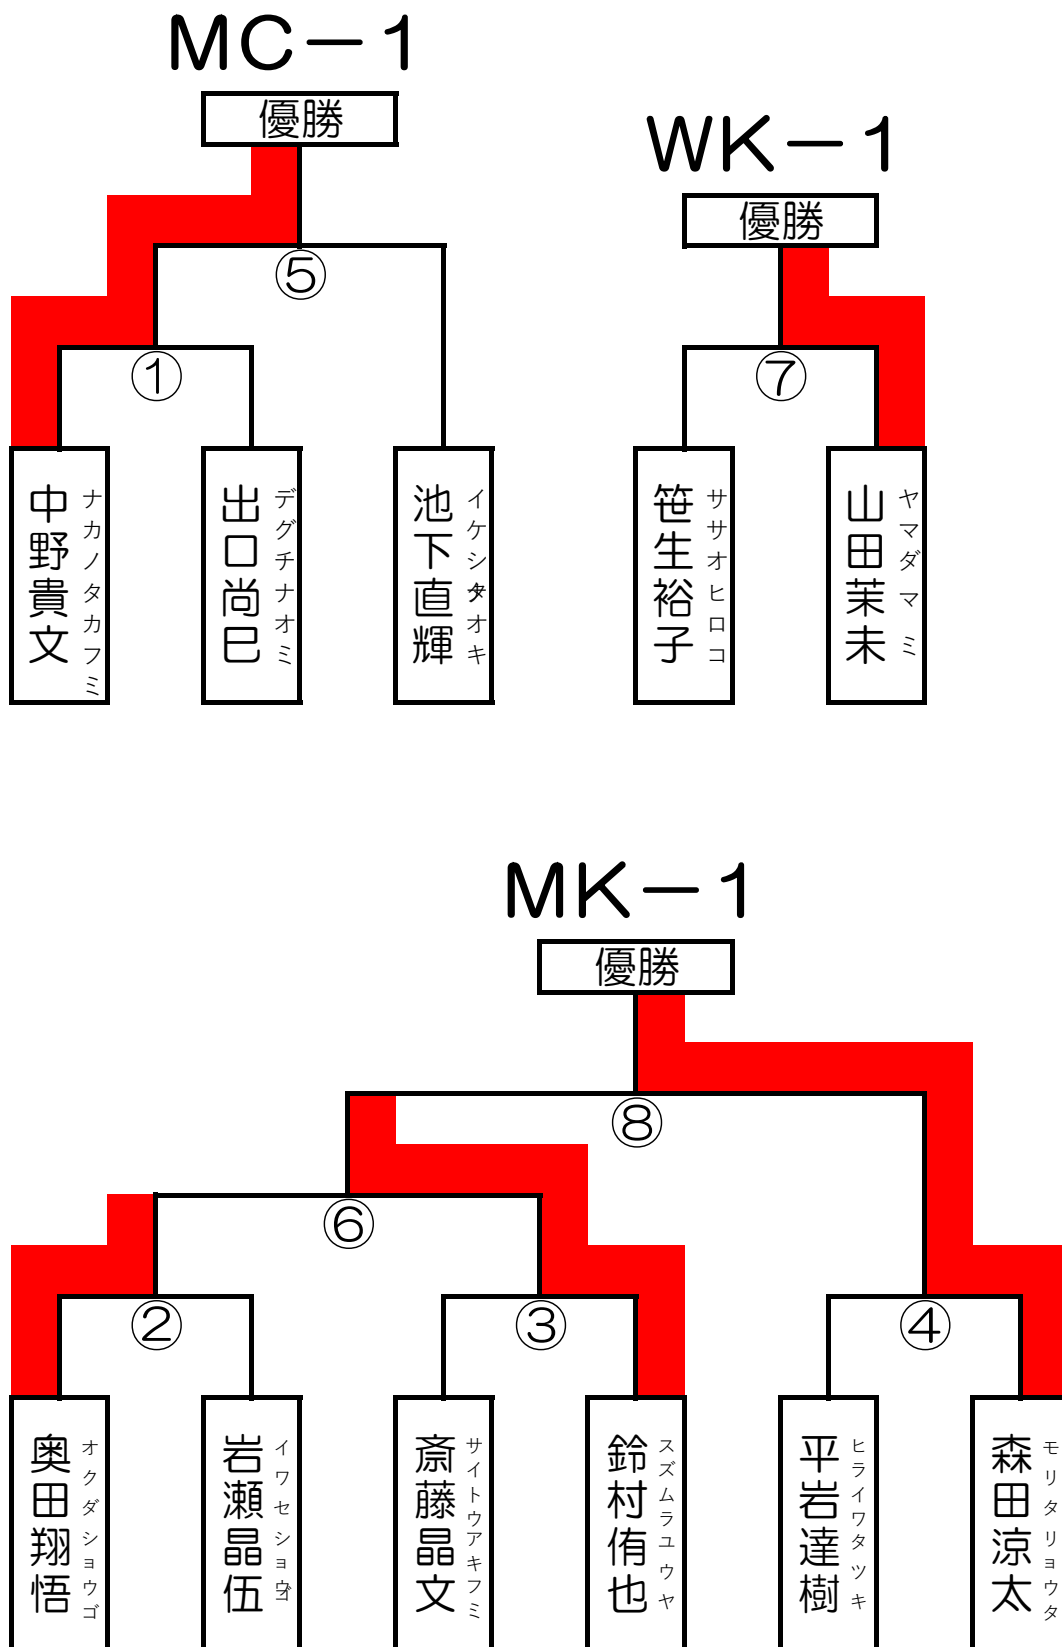 MC－1
優勝
⑤
①
中野貴文
ナカノタカフミ
出口尚巳
デグチナオミ
池下直輝
イケシタナオキ
WK－1
優勝
⑦
笹生裕子
ササオヒロコ
山田茉未
ヤマダマミ
MK－1
優勝
⑧
⑥
②
③
④
奥田翔悟
オクダショウゴ
岩瀬晶伍
イワセショウゴ
斎藤晶文
サイトウアキフミ
鈴村侑也
スズムラユウヤ
平岩達樹
ヒライワタツキ
森田涼太
モリタリョウタ